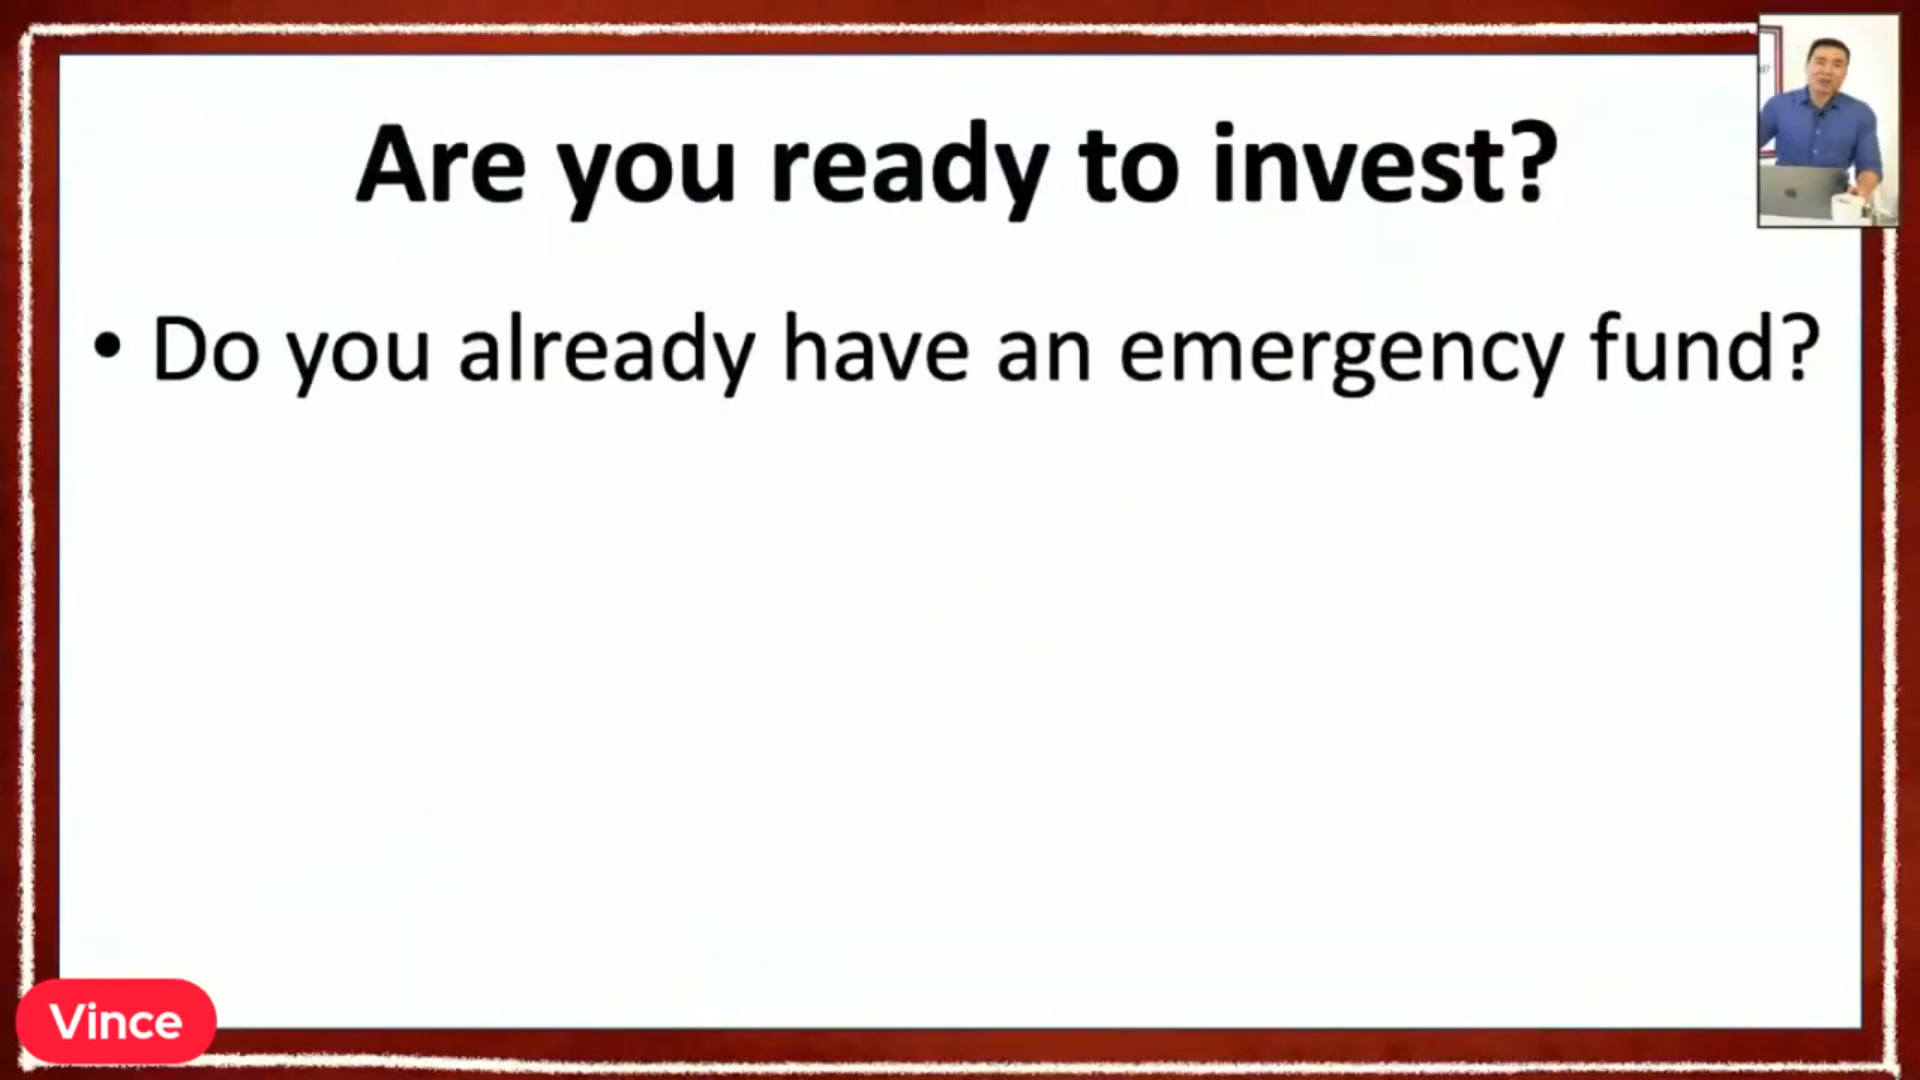 Are you ready to invest?
• Do you already have an emergency fund?
Vince